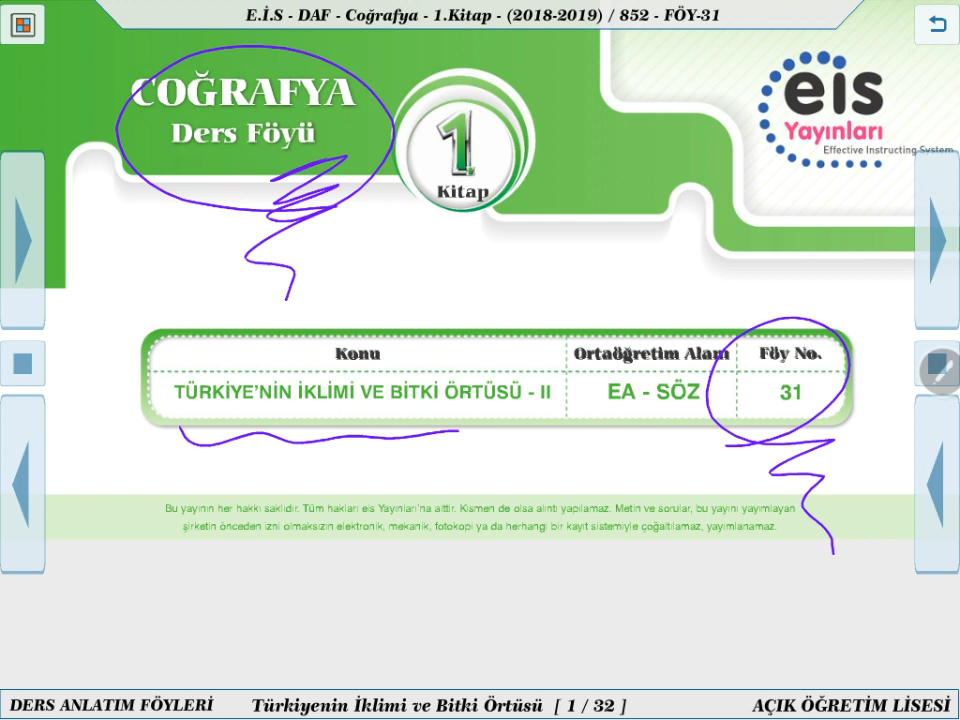 E.İ.S - DAF - Coğrafya - 1.Kitap - (2018-2019) / 852 - FÖY-31
COĞRAFYA
Ders Föyü
1.
Kitap
eis
Yayınları
Effective Instructing System
Konu Ortaöğretim Alanı Föy No.
TÜRKİYE'NİN İKLİMİ VE BİTKİ ÖRTÜSÜ - II EA - SÖZ 31
Bu yayının her hakkı saklıdır. Tüm hakları eis Yayınları'na aittir. Kısmen de olsa alıntı yapılamaz. Metin ve sorular, bu yayını yayımlayan
şirketin önceden izni olmaksızın elektronik, mekanik, fotokopi ya da herhangi bir kayıt sistemiyle çoğaltılamaz, yayımlanamaz.
DERS ANLATIM FÖYLERİ Türkiyenin İklimi ve Bitki Örtüsü [ 1 / 32 ] AÇIK ÖĞRETİM LİSESİ